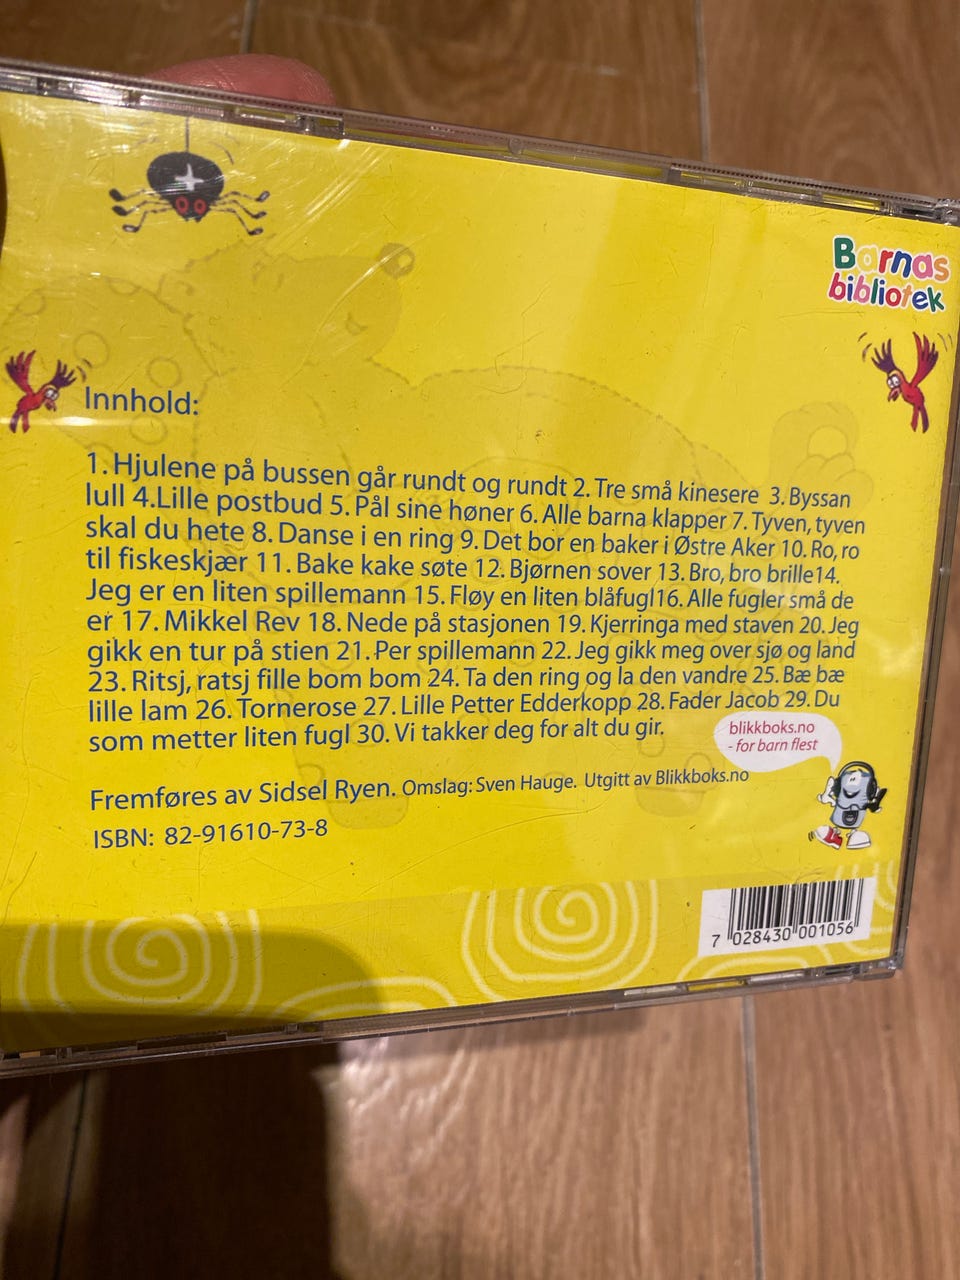 Barnas
bibliotek
Innhold:
1. Hjulene på bussen går rundt og rundt 2. Tre små kinesere 3. Byssan
lull 4.Lille postbud 5. Pål sine høner 6. Alle barna klapper 7. Tyven, tyven
skal du hete 8. Danse i en ring 9. Det bor en baker i Østre Aker 10. Ro, ro
til fiskeskjær 11. Bake kake søte 12. Bjørnen sover 13. Bro, bro brille14.
Jeg er en liten spillemann 15. Fløy en liten blåfugl16. Alle fugler små de
er 17. Mikkel Rev 18. Nede på stasjonen 19. Kjerringa med staven 20. Jeg
gikk en tur på stien 21. Per spillemann 22. Jeg gikk meg over sjø og land
23. Ritsj, ratsj fille bom bom 24. Ta den ring og la den vandre 25. Bæ bæ
lille lam 26. Tornerose 27. Lille Petter Edderkopp 28. Fader Jacob 29. Du
som metter liten fugl 30. Vi takker deg for alt du gir.
blikkboks.no
- for barn flest
Fremføres av Sidsel Ryen. Omslag: Sven Hauge. Utgitt av Blikkboks.no
ISBN: 82-91610-73-8
7 028430 001056